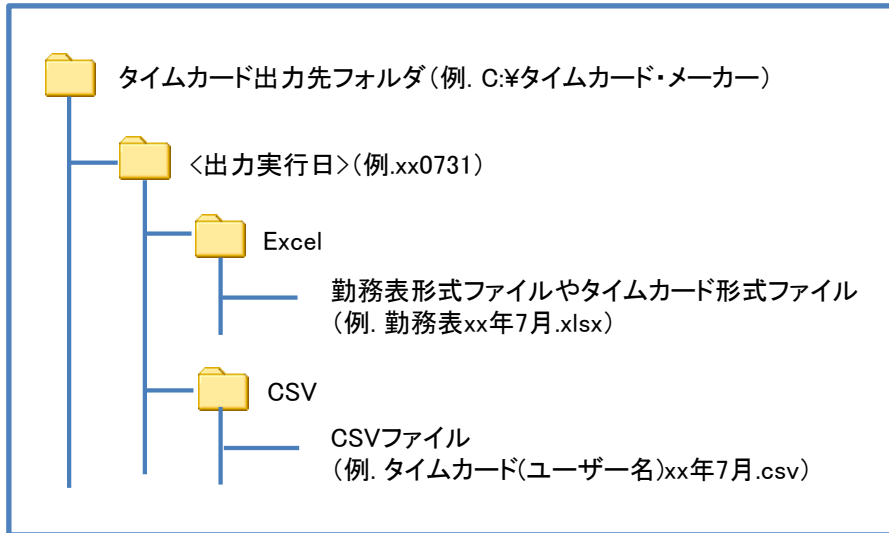 タイムカード出力先フォルダ（例. C:¥タイムカード・メーカー）
<出力実行日>（例.xx0731）
Excel
勤務表形式ファイルやタイムカード形式ファイル
（例. 勤務表xx年7月.xlsx）
CSV
CSVファイル
（例. タイムカード(ユーザー名)xx年7月.csv）